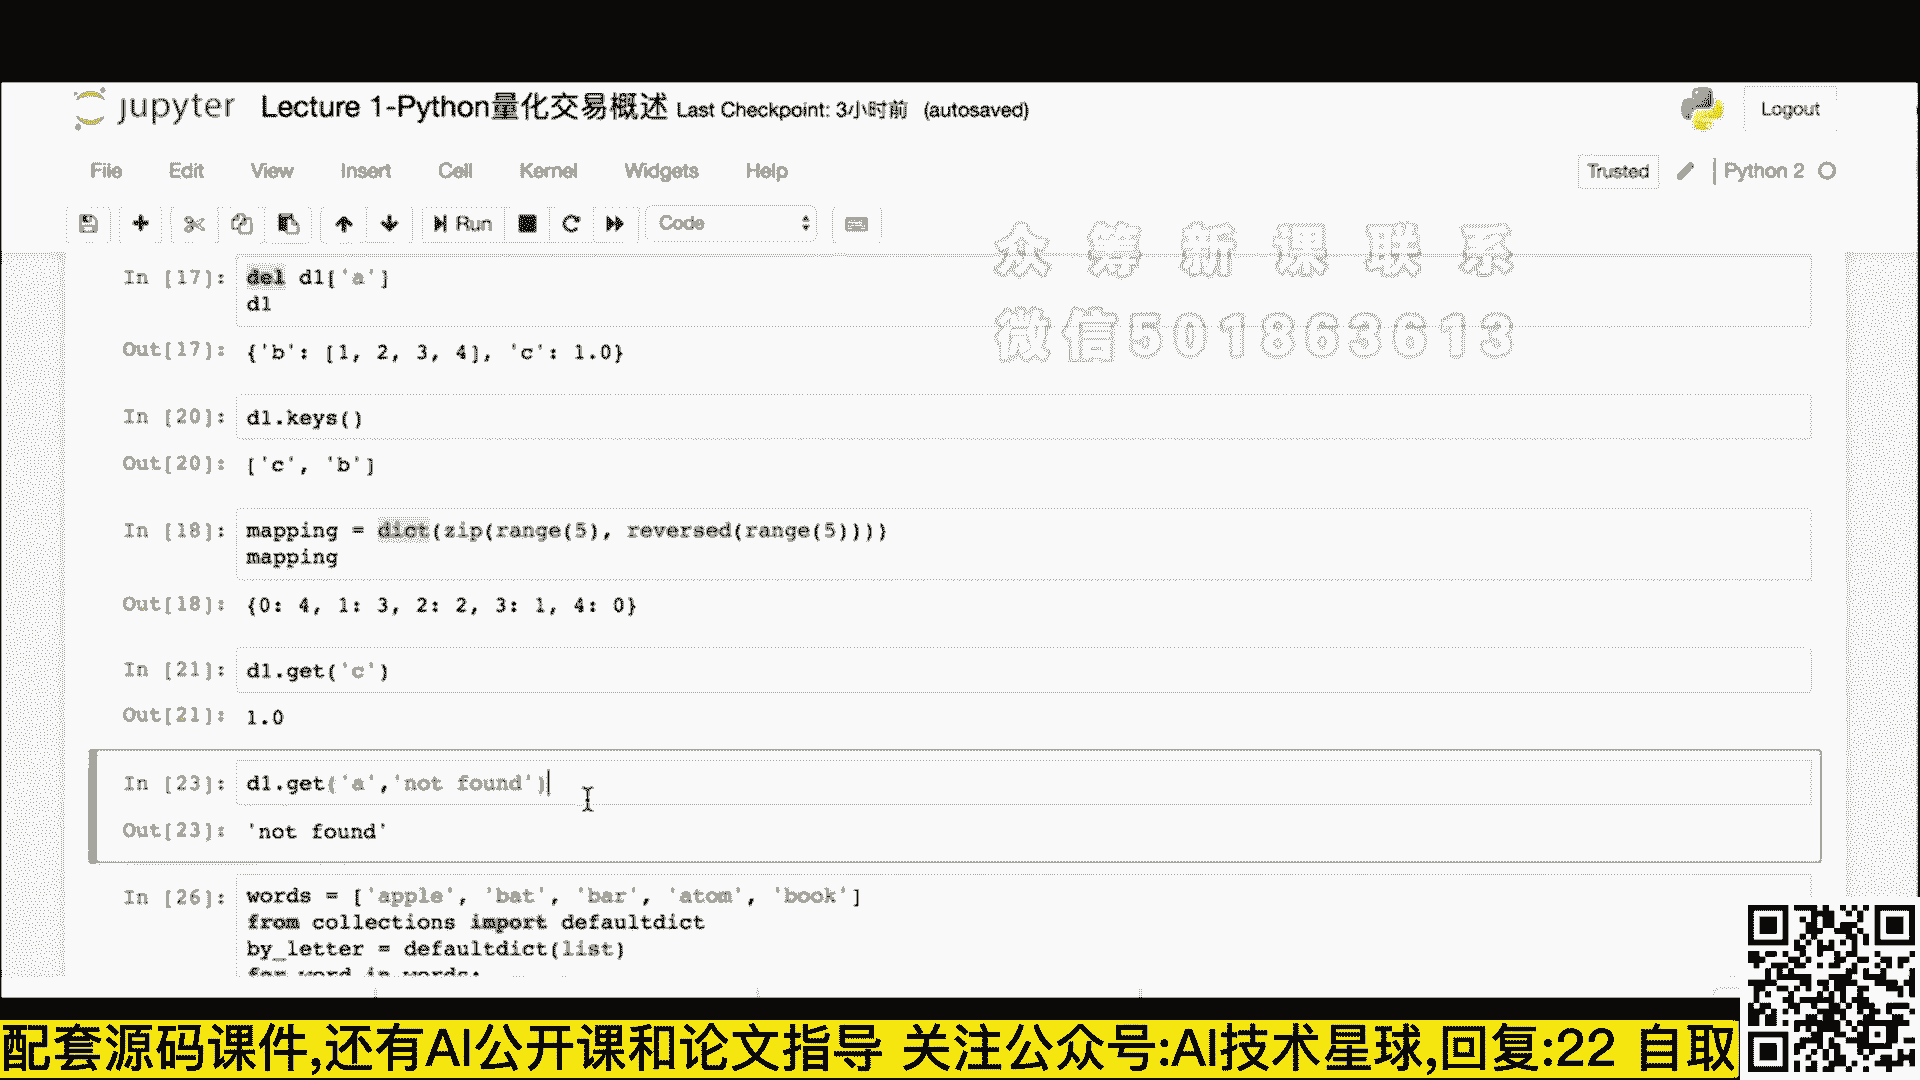 jupyter Lecture 1-Python量化交易概述 Last Checkpoint: 3小时前 (autosaved)
Logout
File Edit View Insert Cell Kernel Widgets Help
Trusted Python 2
Run Code
众筹新课联系
微信501863613
In [17]: del d1['a']
d1
Out[17]: {'b': [1, 2, 3, 4], 'c': 1.0}
In [20]: d1.keys()
Out[20]: ['c', 'b']
In [18]: mapping = dict(zip(range(5), reversed(range(5))))
mapping
Out[18]: {0: 4, 1: 3, 2: 2, 3: 1, 4: 0}
In [21]: d1.get('c')
Out[21]: 1.0
In [23]: d1.get('a','not found')
Out[23]: 'not found'
In [26]: words = ['apple', 'bat', 'bar', 'atom', 'book']
from collections import defaultdict
by_letter = defaultdict(list)
for word in words:
配套源码课件,还有AI公开课和论文指导 关注公众号:AI技术星球,回复:22 自取